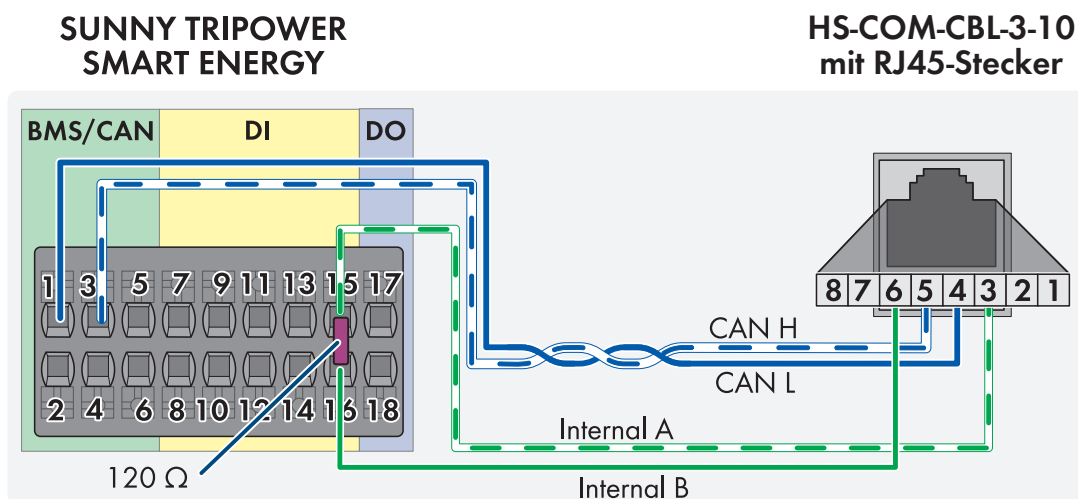 SUNNY TRIPOWER
SMART ENERGY
HS-COM-CBL-3-10
mit RJ45-Stecker
BMS/CAN DI DO
1 3 5 7 9 11 13 15 17
8 7 6 5 4 3 2 1
CAN H
CAN L
2 4 6 8 10 12 14 16 18
Internal A
120 Ω
Internal B